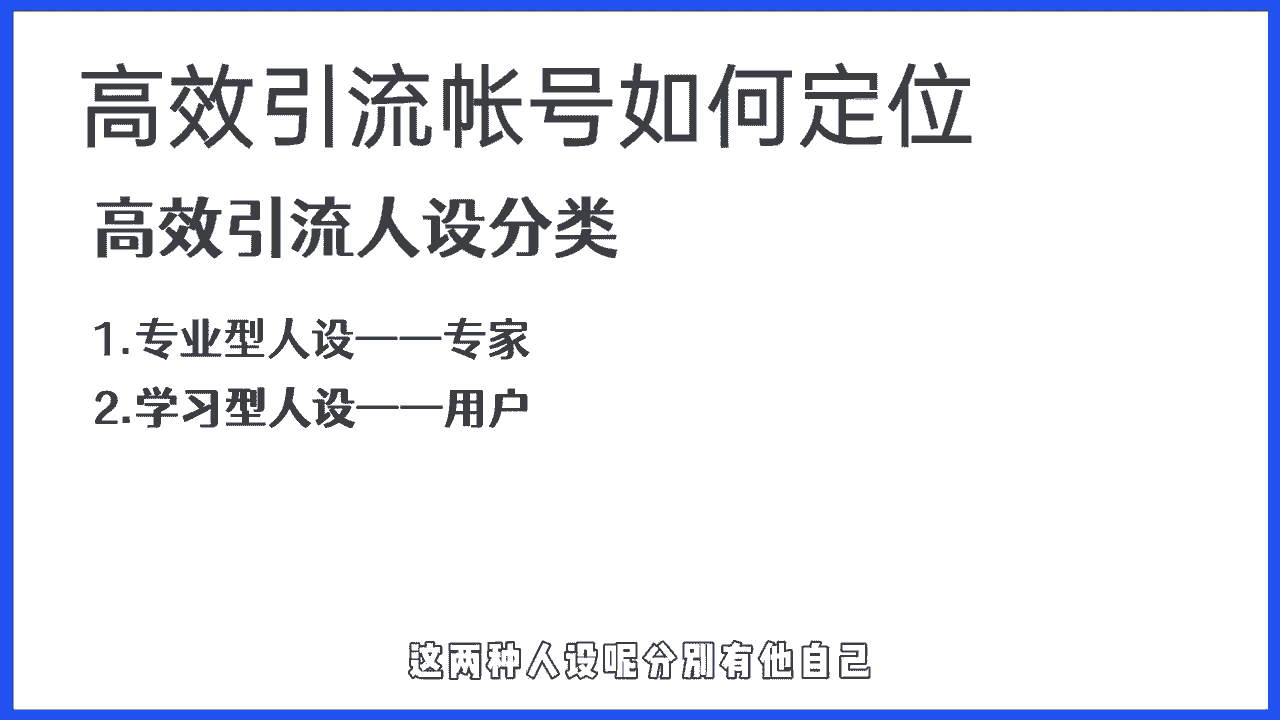 高效引流帐号如何定位
高效引流人设分类
1.专业型人设——专家
2.学习型人设——用户
这两种人设呢分别有他自己